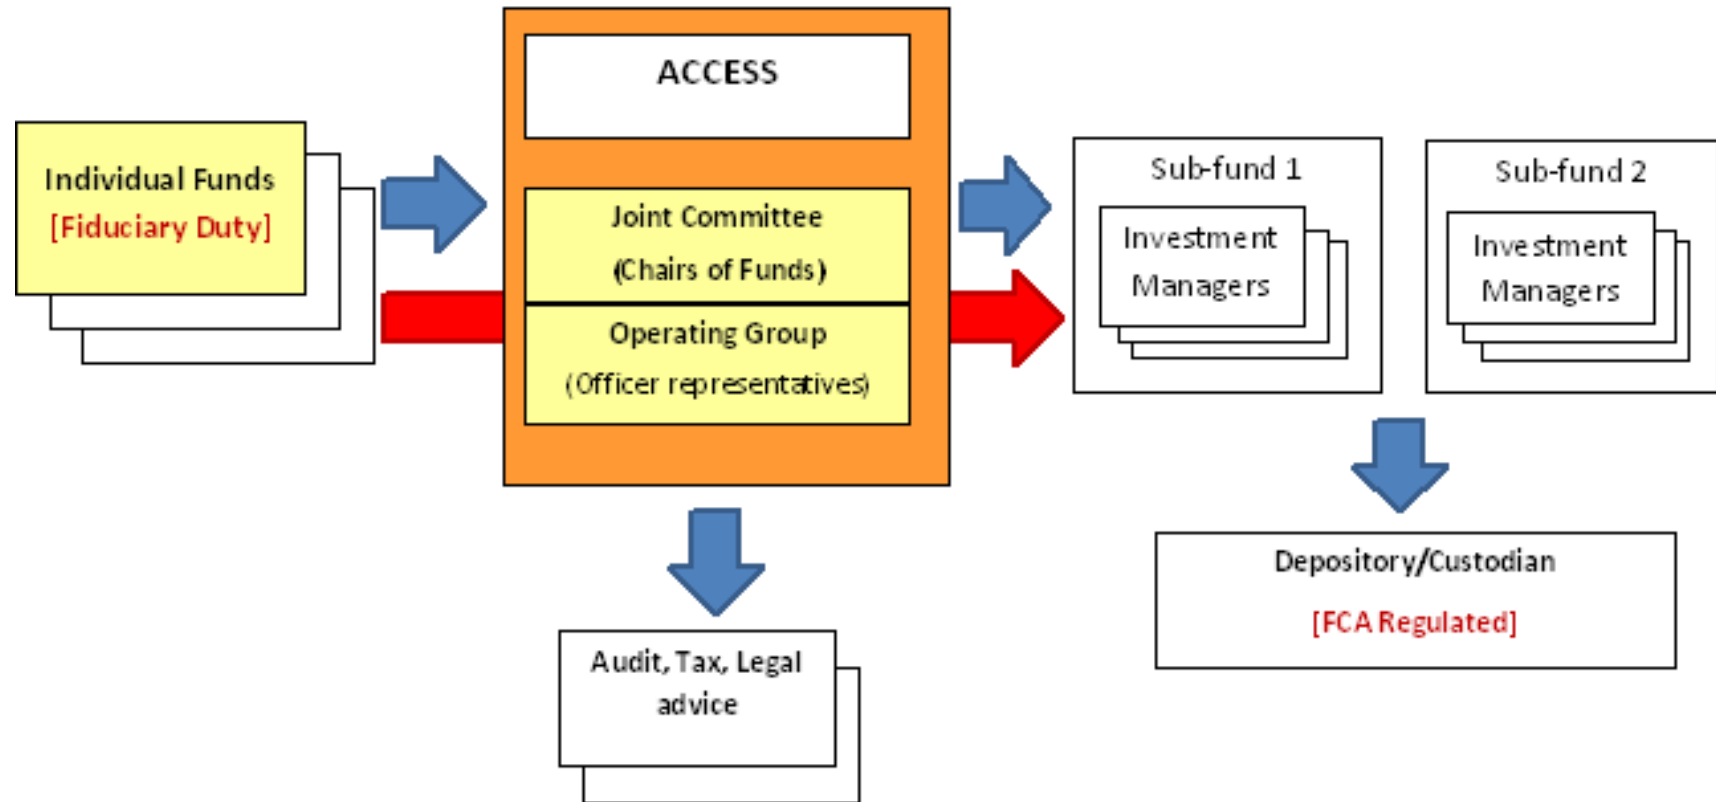 ACCESS
Individual Funds
[Fiduciary Duty]
Joint Committee
(Chairs of Funds)
Operating Group
(Officer representatives)
Sub-fund 1
Investment
Managers
Sub-fund 2
Investment
Managers
Depository/Custodian
[FCA Regulated]
Audit, Tax, Legal
advice